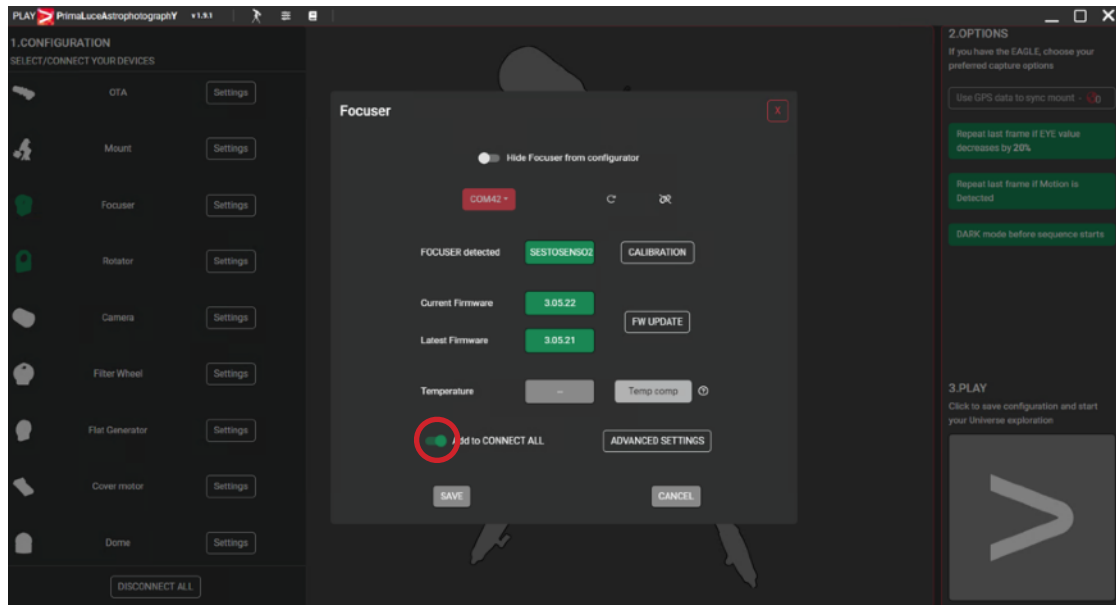 PLAY PrimaLuceAstrophotographY v1.9.1
1.CONFIGURATION
SELECT/CONNECT YOUR DEVICES
OTA Settings
Mount Settings
Focuser Settings
Rotator Settings
Camera Settings
Filter Wheel Settings
Flat Generator Settings
Cover motor Settings
Dome Settings
DISCONNECT ALL
Focuser X
Hide Focuser from configurator
COM42
FOCUSER detected SESTOSENSO2 CALIBRATION
Current Firmware 3.05.22
FW UPDATE
Latest Firmware 3.05.21
Temperature -- Temp comp
Add to CONNECT ALL ADVANCED SETTINGS
SAVE CANCEL
2.OPTIONS
If you have the EAGLE, choose your
preferred capture options
Use GPS data to sync mount -
Repeat last frame if EYE value
decreases by 20%
Repeat last frame if Motion is
Detected
DARK mode before sequence starts
3.PLAY
Click to save configuration and start
your Universe exploration